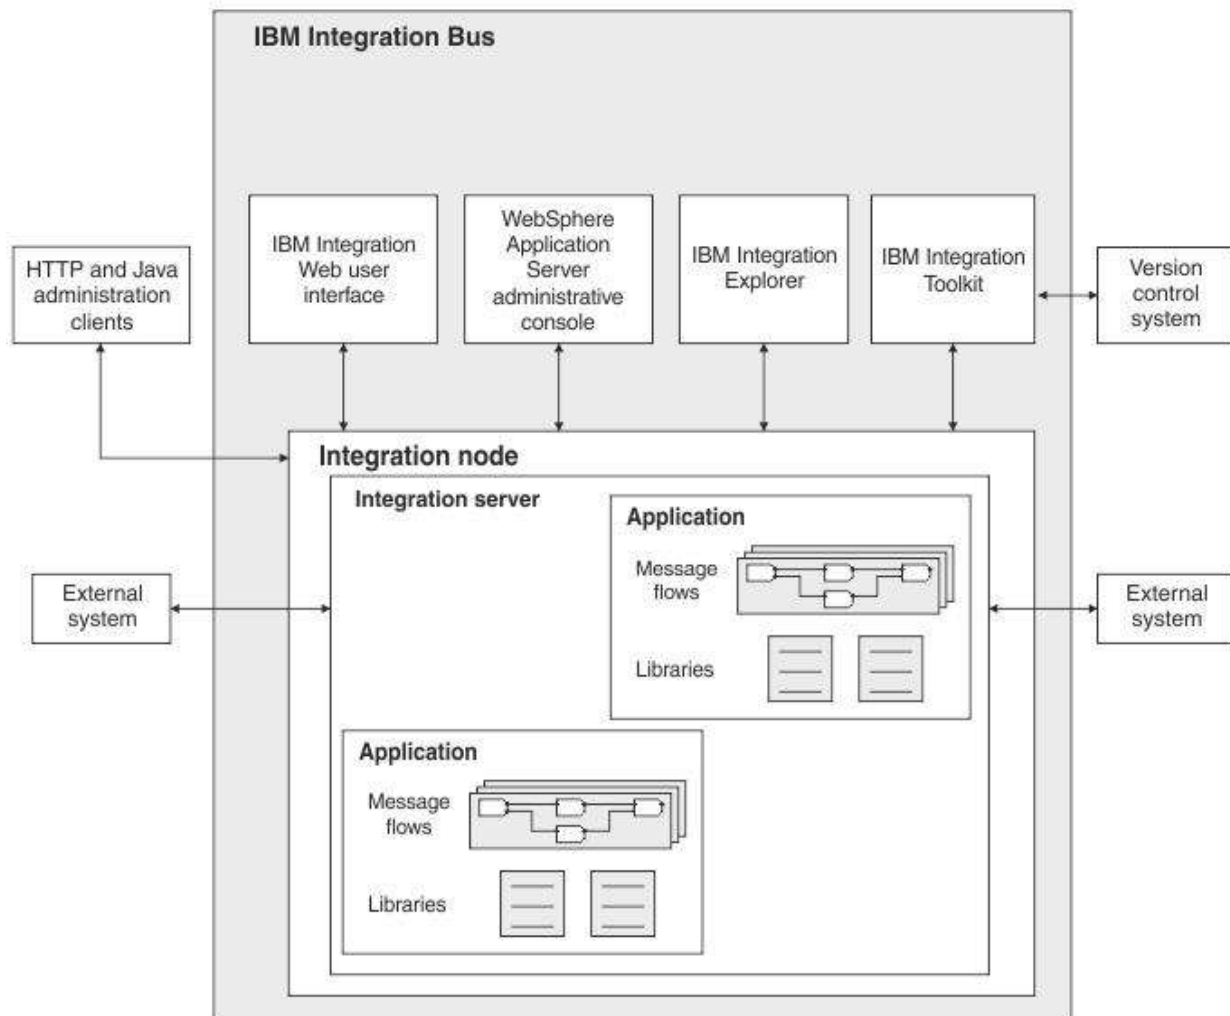 IBM Integration Bus
HTTP and Java
administration
clients
IBM Integration
Web user
interface
WebSphere
Application
Server
administrative
console
IBM Integration
Explorer
IBM Integration
Toolkit
Version
control
system
Integration node
Integration server
Application
Message
flows
Libraries
External
system
External
system
Application
Message
flows
Libraries